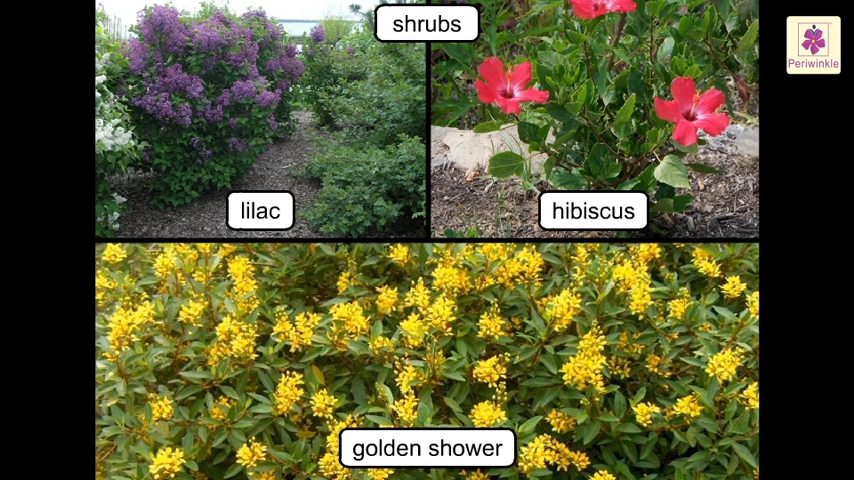 shrubs
Periwinkle
lilac
hibiscus
golden shower